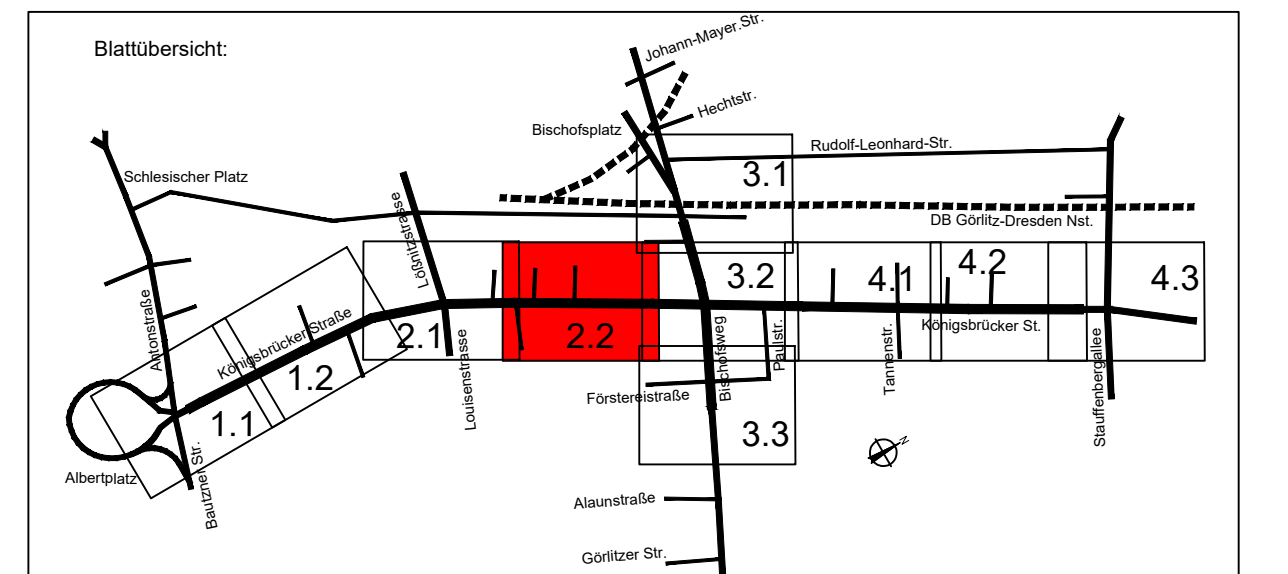 Blattübersicht:
Johann-Mayer.Str.
Hechtstr.
Bischofsplatz
Rudolf-Leonhard-Str.
Schlesischer Platz
3.1
Lößnitzstrasse
DB Görlitz-Dresden Nst.
3.2
4.1
4.2
4.3
Antonstraße
Königsbrücker Straße
2.1
2.2
Königsbrücker St.
1.2
Louisenstrasse
Bischofsweg
Paulstr.
Tannenstr.
Stauffenbergallee
Förstereistraße
1.1
3.3
N
Albertplatz
Bautzner Str.
Alaunstraße
Görlitzer Str.